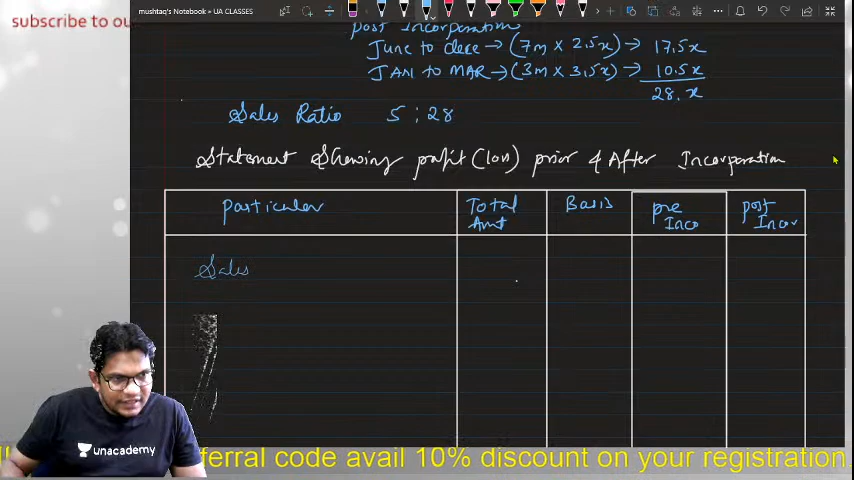 subscribe to ou
mushtaq's Notebook » UA CLASSES
post Incorporation
June to Dece → (7m x 2.5x) → 17.5x
JAN to MAR → (3m x 3.5x) → 10.5x
28.x
Sales Ratio 5 : 28
Statement Showing profit (loss) prior & After Incorporation
Particular Total Amt Basis pre Inco post Incor
Sales
unacademy
ferral code avail 10% discount on your registration.